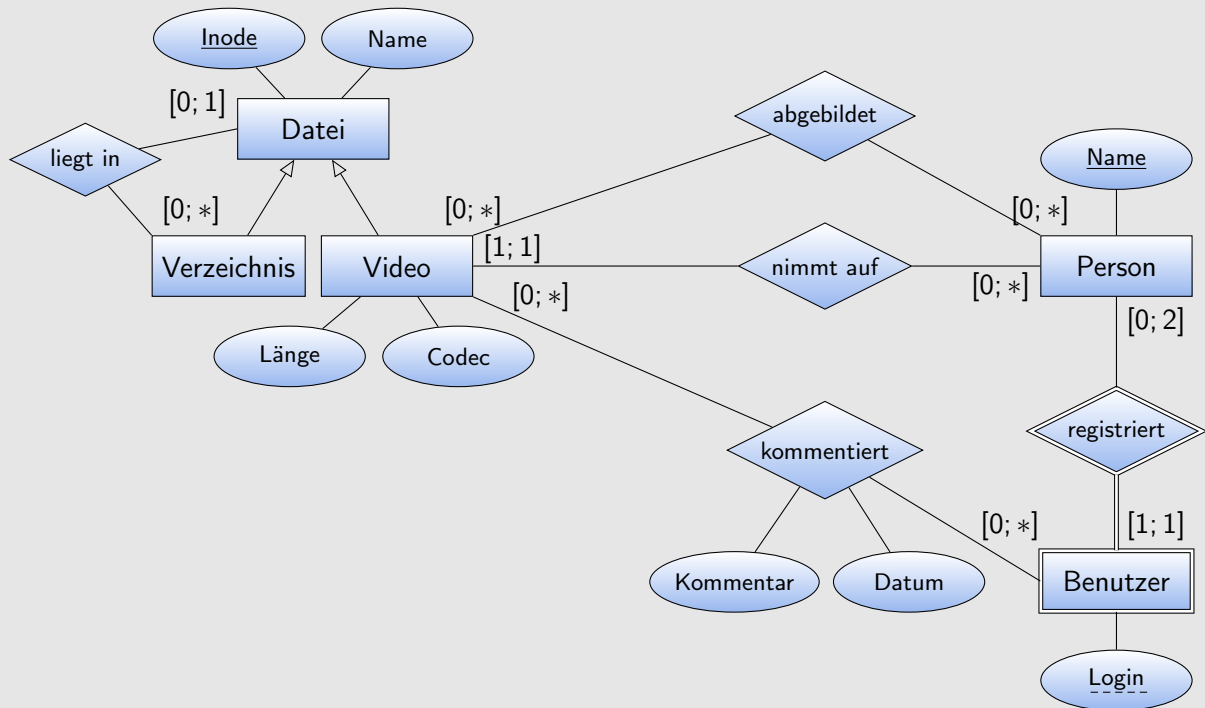 Inode
Name
[0; 1]
Datei
abgebildet
liegt in
Name
[0; ∗]
[0; ∗]
[0; ∗]
[1; 1]
Verzeichnis
Video
nimmt auf
Person
[0; ∗]
[0; ∗]
[0; 2]
Länge
Codec
registriert
kommentiert
[0; ∗]
[1; 1]
Kommentar
Datum
Benutzer
Login